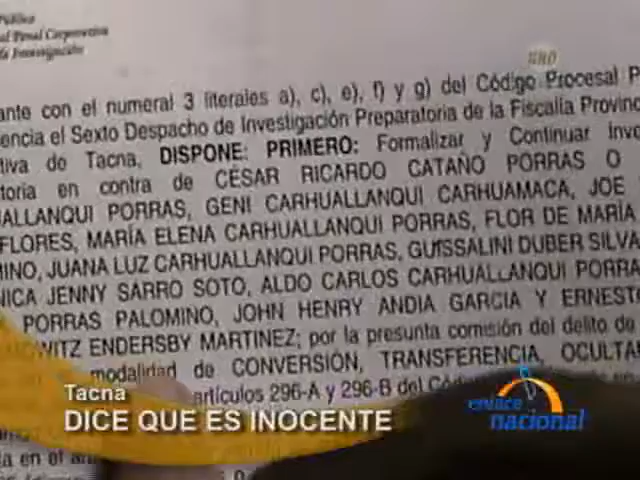 Pública
al Penal Corporativa
la Investigación
ante con el numeral 3 literales a), c), e), f) y g) del Código Procesal P
encia el Sexto Despacho de Investigación Preparatoria de la Fiscalía Provin
tiva de Tacna, DISPONE: PRIMERO: Formalizar y Continuar Inve
toria en contra de CÉSAR RICARDO CATAÑO PORRAS O
ALLANQUI PORRAS, GENI CARHUALLANQUI CARHUAMACA, JOE
FLORES, MARÍA ELENA CARHUALLANQUI PORRAS, FLOR DE MARÍA
MINO, JUANA LUZ CARHUALLANQUI PORRAS, GUISSALINI DUBER SILVA
NICA JENNY SARRO SOTO, ALDO CARLOS CARHUALLANQUI PORRA
PORRAS PALOMINO, JOHN HENRY ANDIA GARCIA Y ERNESTO
OWITZ ENDERSBY MARTINEZ; por la presunta comisión del delito de
modalidad de CONVERSIÓN, TRANSFERENCIA, OCULTA
artículos 296-A y 296-B del
Tacna
DICE QUE ES INOCENTE
enlace
nacional